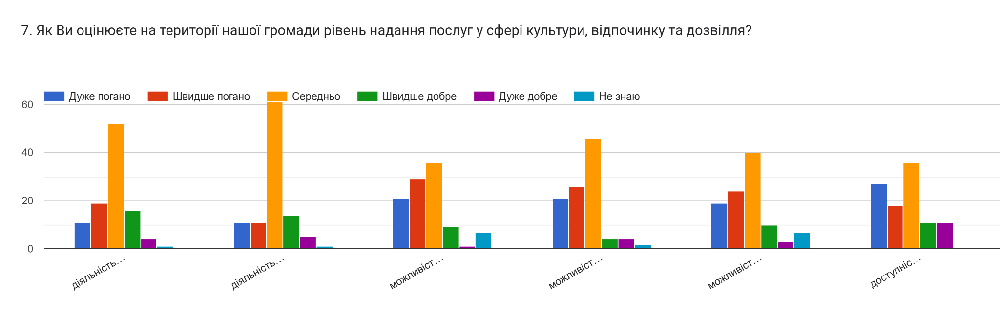 7. Як Ви оцінюєте на території нашої громади рівень надання послуг у сфері культури, відпочинку та дозвілля?
Дуже погано Швидше погано Середньо Швидше добре Дуже добре Не знаю
60
40
20
0
діяльність… діяльність… можливіст… можливіст… можливіст… доступніс…